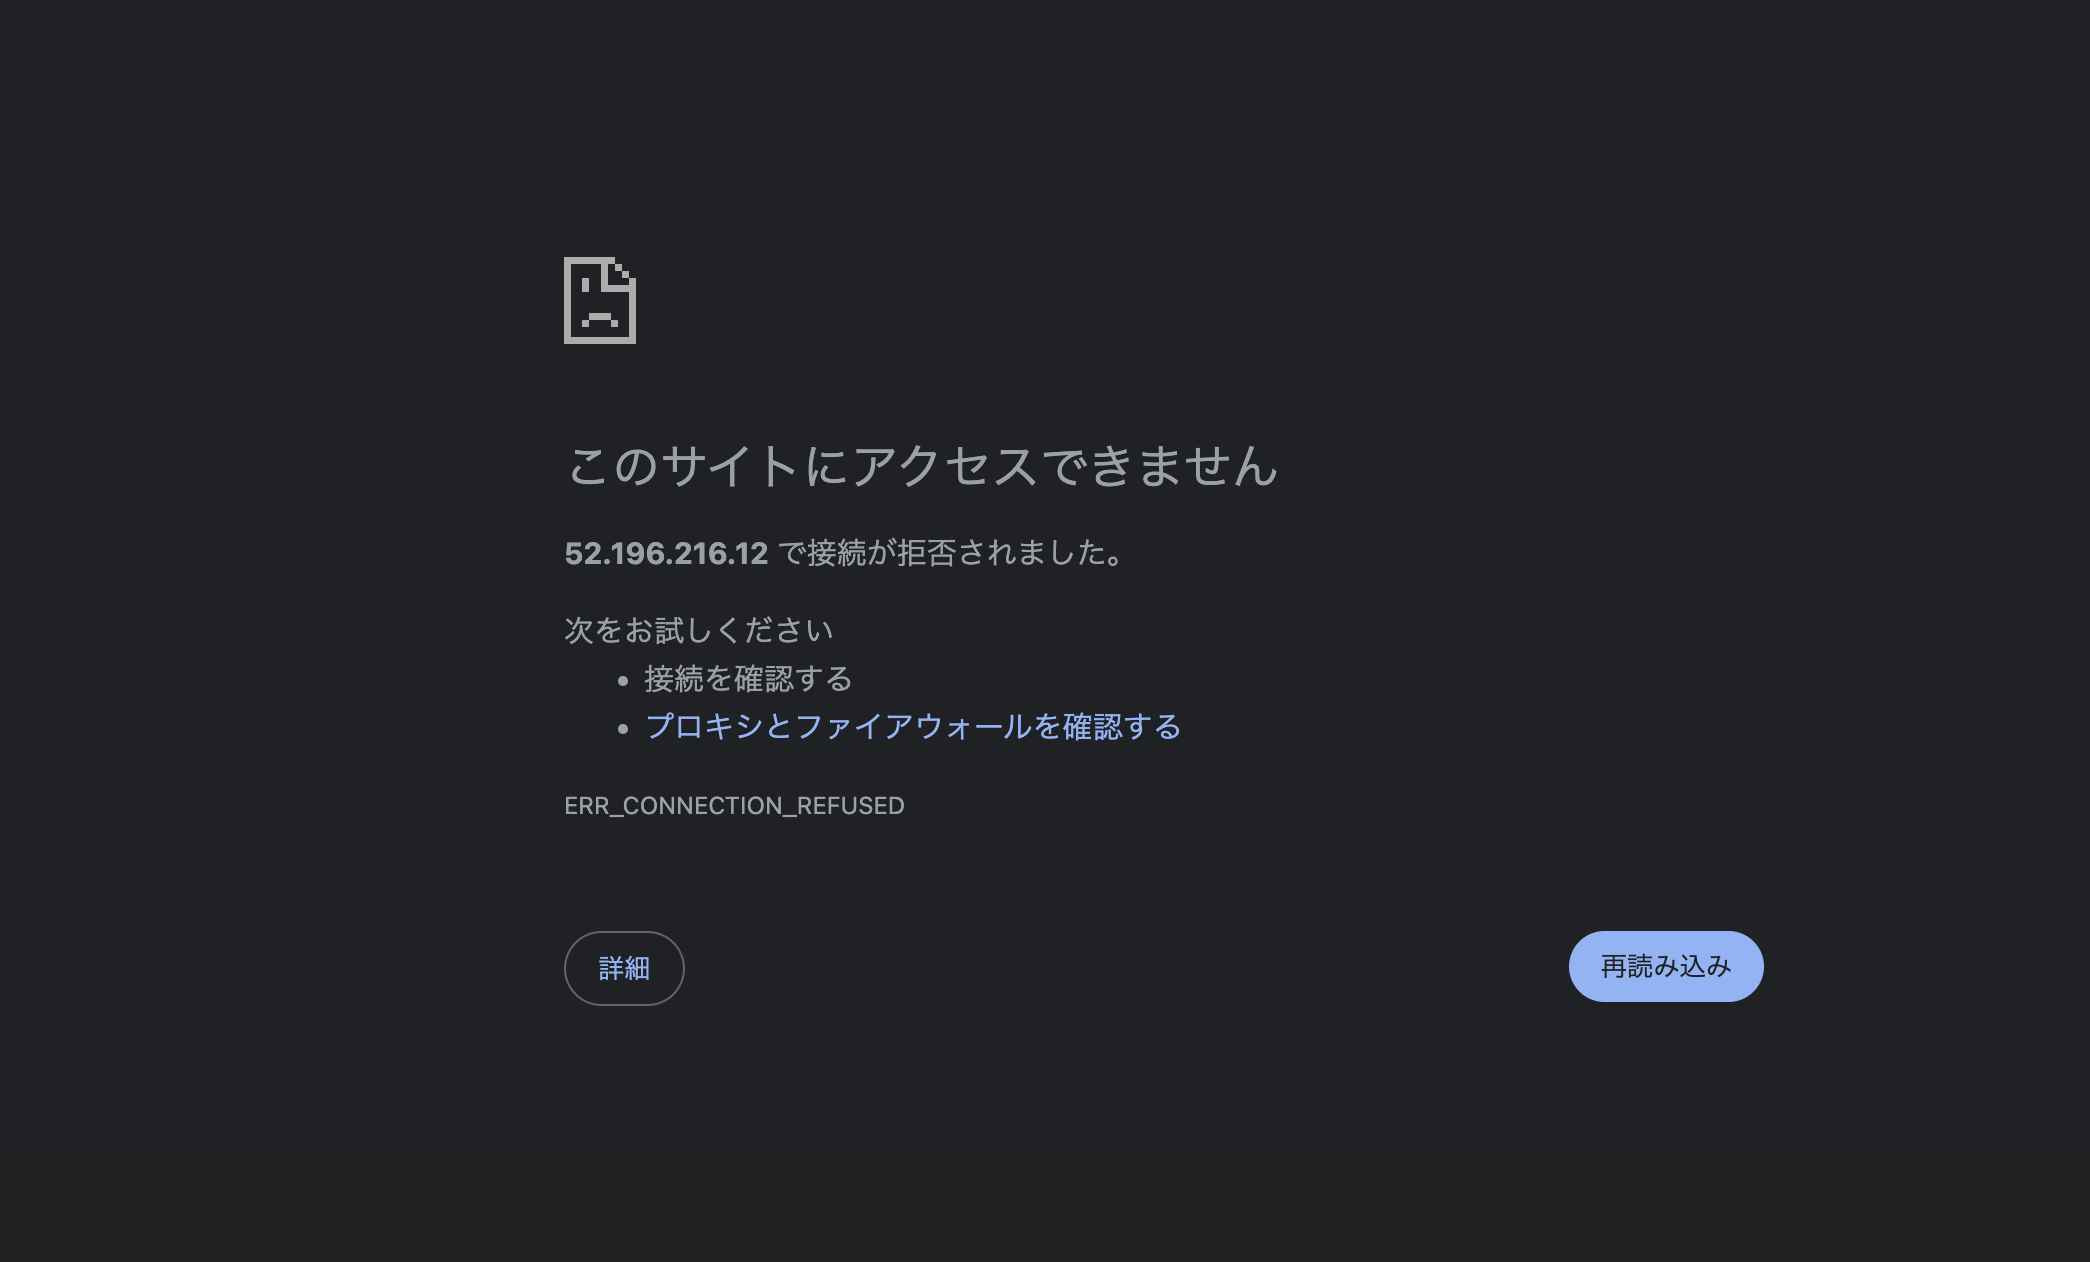 このサイトにアクセスできません
52.196.216.12 で接続が拒否されました。
次をお試しください
• 接続を確認する
• プロキシとファイアウォールを確認する
ERR_CONNECTION_REFUSED
詳細
再読み込み